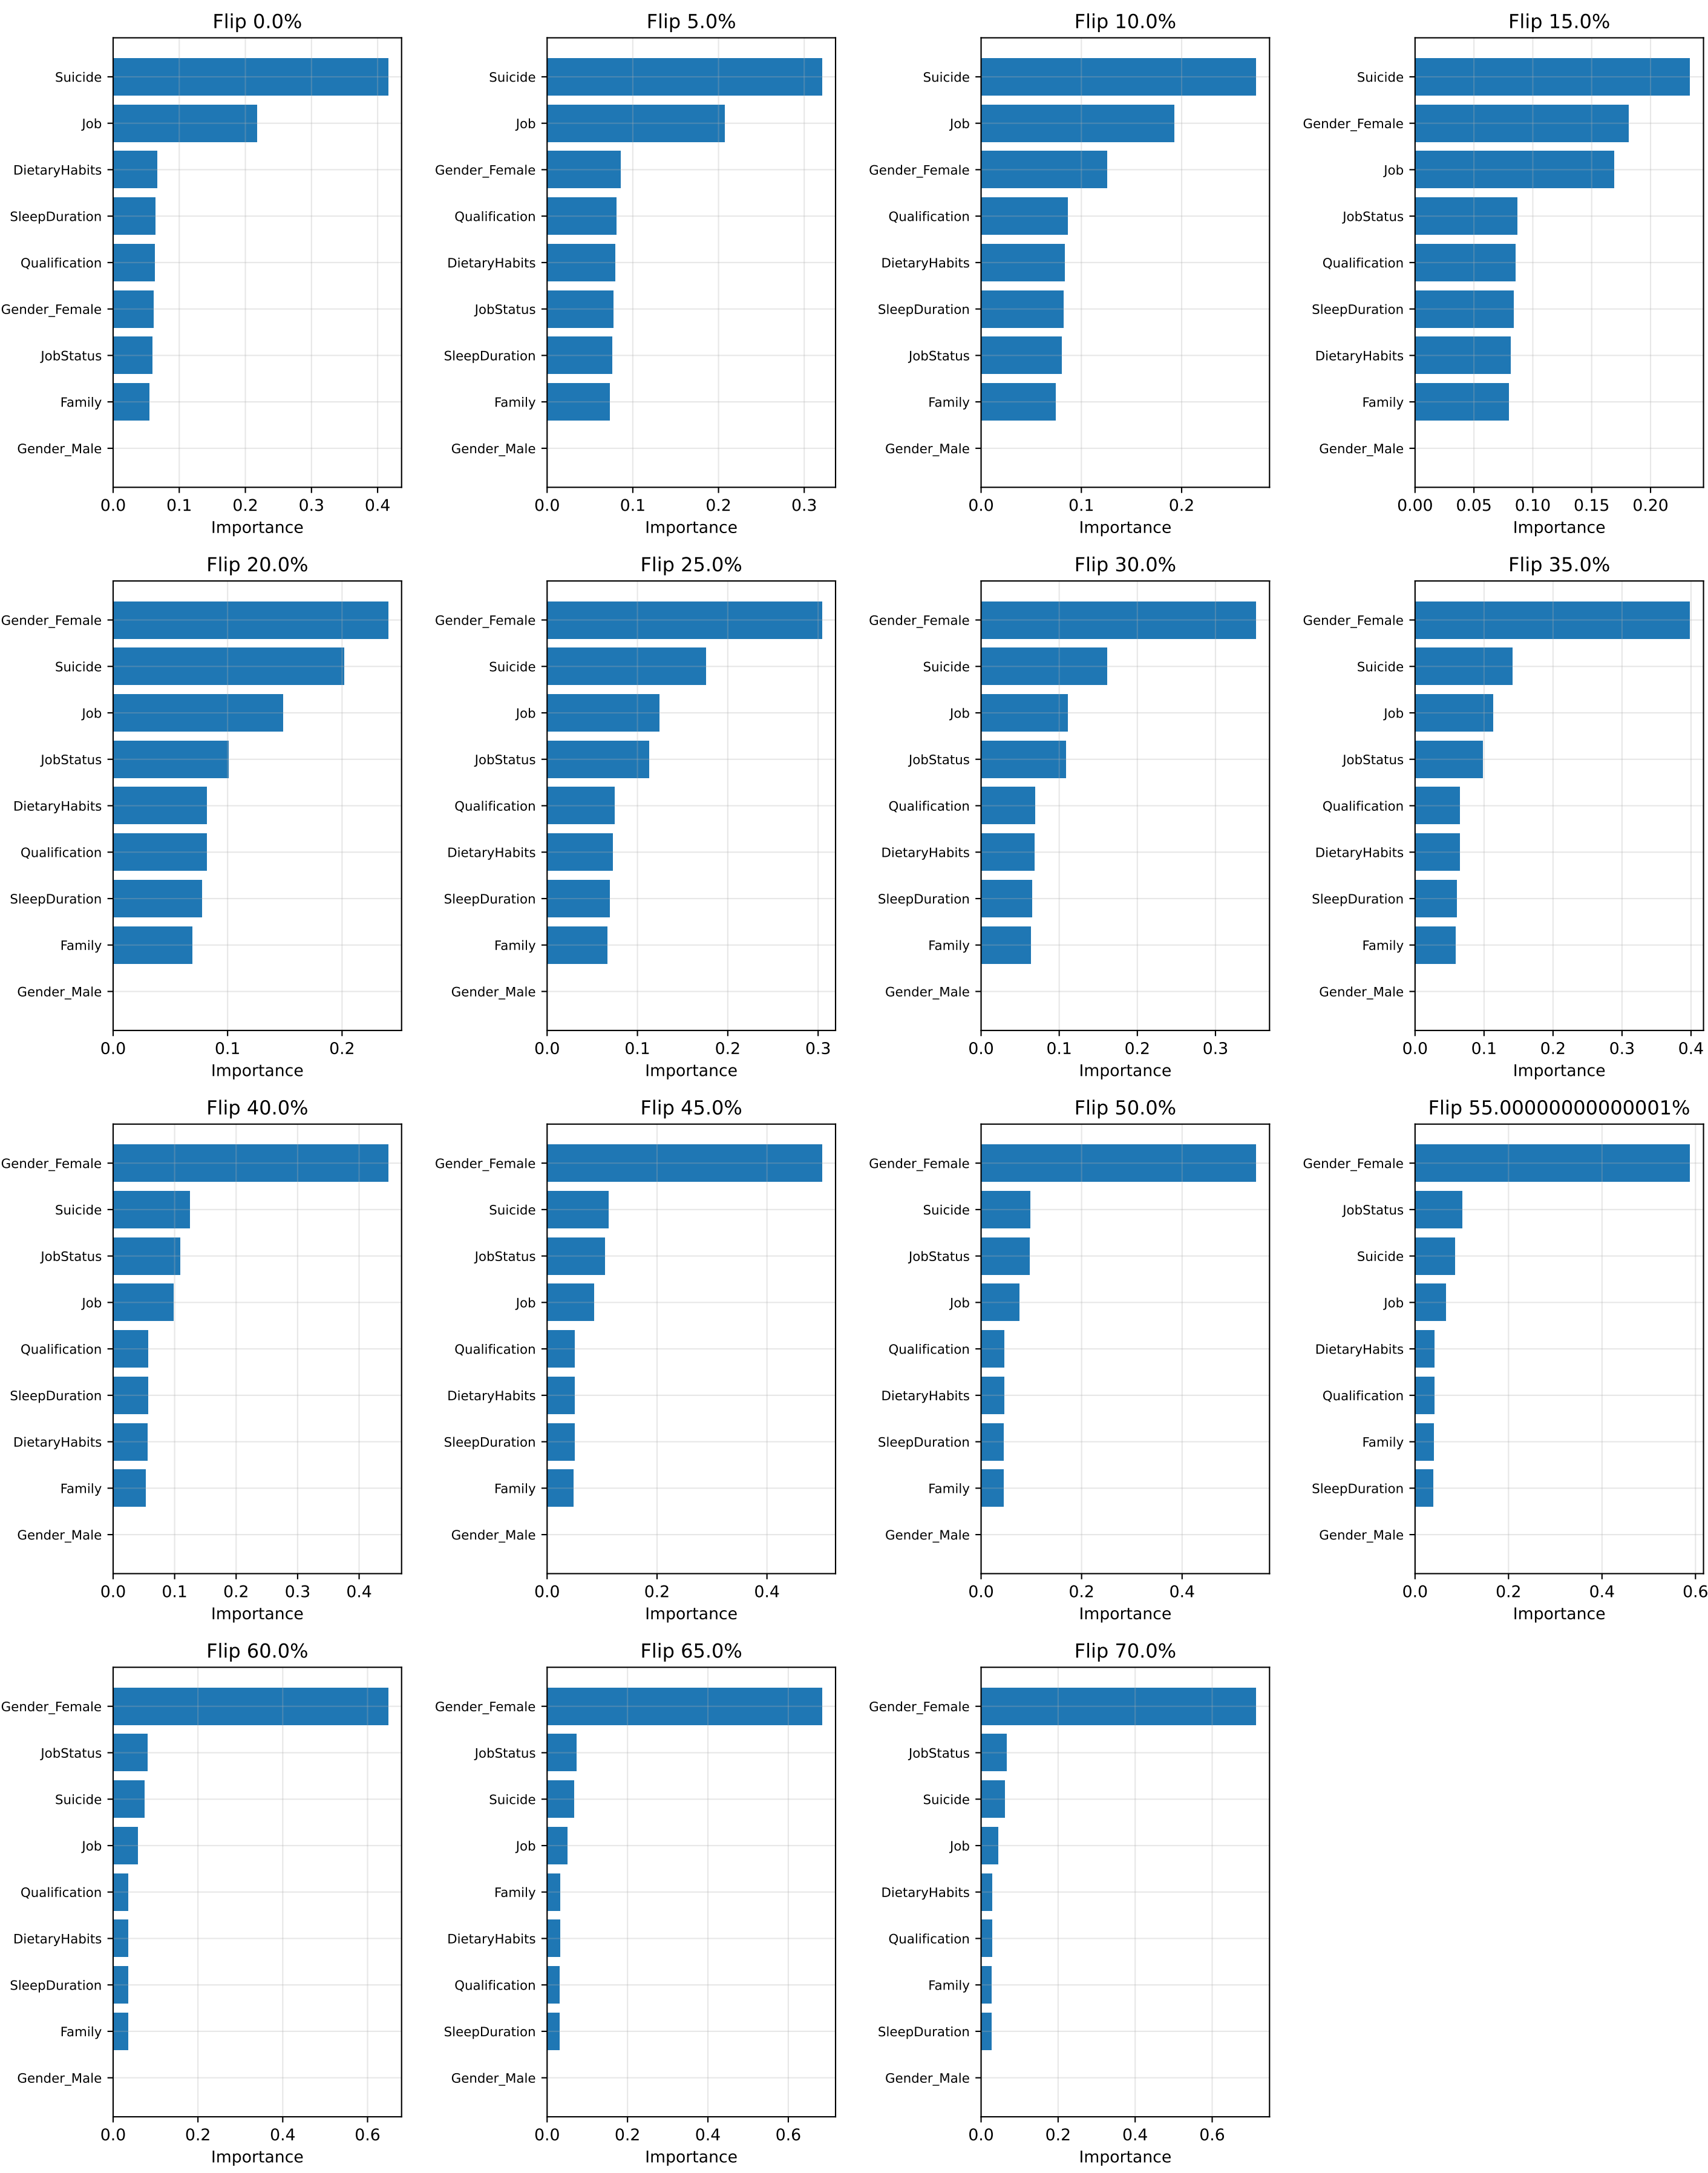 Flip 0.0%
Suicide
Job
DietaryHabits
SleepDuration
Qualification
Gender_Female
JobStatus
Family
Gender_Male
0.0 0.1 0.2 0.3 0.4
Importance
Flip 5.0%
Suicide
Job
Gender_Female
Qualification
DietaryHabits
JobStatus
SleepDuration
Family
Gender_Male
0.0 0.1 0.2 0.3
Importance
Flip 10.0%
Suicide
Job
Gender_Female
Qualification
DietaryHabits
SleepDuration
JobStatus
Family
Gender_Male
0.0 0.1 0.2
Importance
Flip 15.0%
Suicide
Gender_Female
Job
JobStatus
Qualification
SleepDuration
DietaryHabits
Family
Gender_Male
0.00 0.05 0.10 0.15 0.20
Importance
Flip 20.0%
Gender_Female
Suicide
Job
JobStatus
DietaryHabits
Qualification
SleepDuration
Family
Gender_Male
0.0 0.1 0.2
Importance
Flip 25.0%
Gender_Female
Suicide
Job
JobStatus
Qualification
DietaryHabits
SleepDuration
Family
Gender_Male
0.0 0.1 0.2 0.3
Importance
Flip 30.0%
Gender_Female
Suicide
Job
JobStatus
Qualification
DietaryHabits
SleepDuration
Family
Gender_Male
0.0 0.1 0.2 0.3
Importance
Flip 35.0%
Gender_Female
Suicide
Job
JobStatus
Qualification
DietaryHabits
SleepDuration
Family
Gender_Male
0.0 0.1 0.2 0.3 0.4
Importance
Flip 40.0%
Gender_Female
Suicide
JobStatus
Job
Qualification
SleepDuration
DietaryHabits
Family
Gender_Male
0.0 0.1 0.2 0.3 0.4
Importance
Flip 45.0%
Gender_Female
Suicide
JobStatus
Job
Qualification
DietaryHabits
SleepDuration
Family
Gender_Male
0.0 0.2 0.4
Importance
Flip 50.0%
Gender_Female
Suicide
JobStatus
Job
Qualification
DietaryHabits
SleepDuration
Family
Gender_Male
0.0 0.2 0.4
Importance
Flip 55.00000000000001%
Gender_Female
JobStatus
Suicide
Job
DietaryHabits
Qualification
Family
SleepDuration
Gender_Male
0.0 0.2 0.4 0.6
Importance
Flip 60.0%
Gender_Female
JobStatus
Suicide
Job
Qualification
DietaryHabits
SleepDuration
Family
Gender_Male
0.0 0.2 0.4 0.6
Importance
Flip 65.0%
Gender_Female
JobStatus
Suicide
Job
Family
DietaryHabits
Qualification
SleepDuration
Gender_Male
0.0 0.2 0.4 0.6
Importance
Flip 70.0%
Gender_Female
JobStatus
Suicide
Job
DietaryHabits
Qualification
Family
SleepDuration
Gender_Male
0.0 0.2 0.4 0.6
Importance